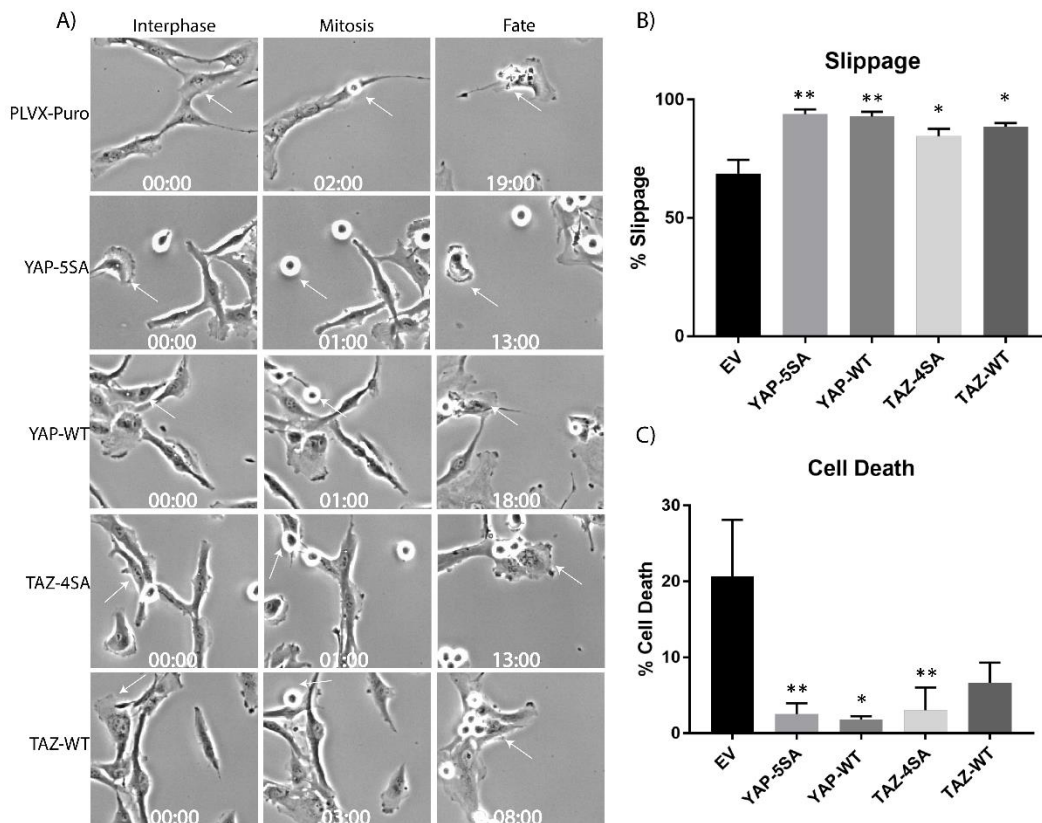 A)
Interphase Mitosis Fate
PLVX-Puro
00:00 02:00 19:00
YAP-5SA
00:00 01:00 13:00
YAP-WT
00:00 01:00 18:00
TAZ-4SA
00:00 01:00 13:00
TAZ-WT
00:00 03:00 08:00
B)
Slippage
% Slippage
100
50
0
** ** * *
EV YAP-5SA YAP-WT TAZ-4SA TAZ-WT
C)
Cell Death
% Cell Death
30
20
10
0
** * **
EV YAP-5SA YAP-WT TAZ-4SA TAZ-WT